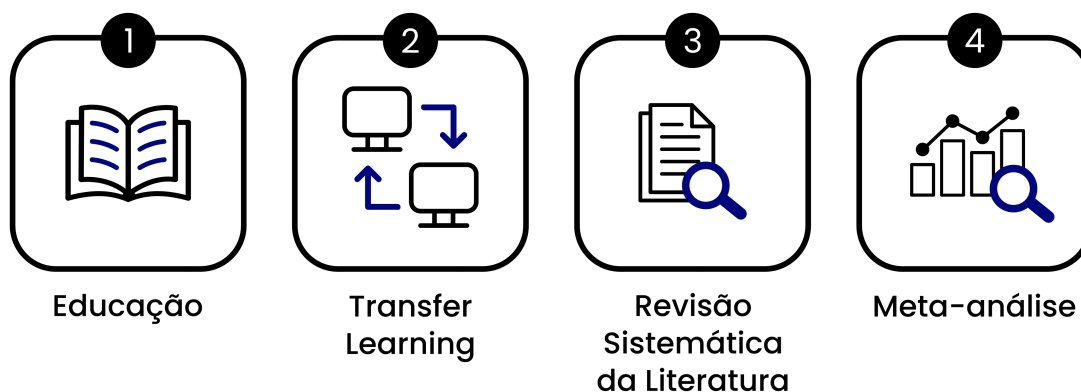 1
Educação
2
Transfer
Learning
3
Revisão
Sistemática
da Literatura
4
Meta-análise